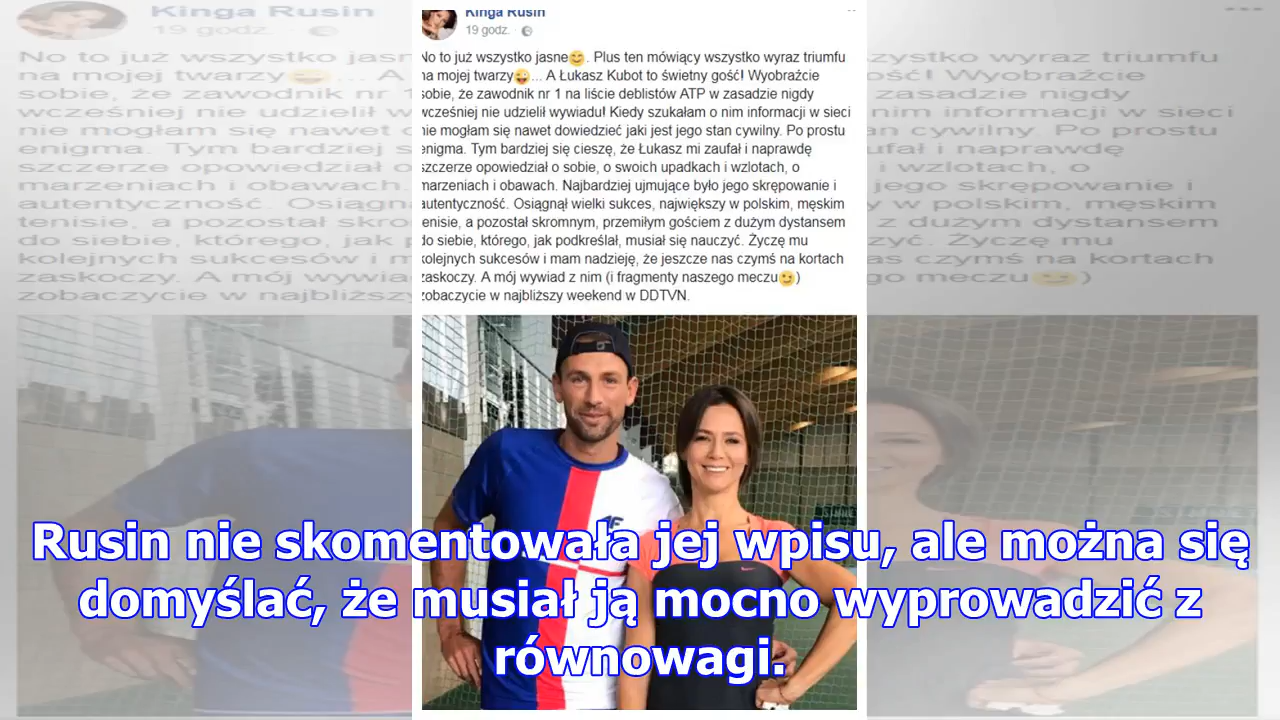 Kinga Rusin
19 godz.
No to już wszystko jasne😊. Plus ten mówiący wszystko wyraz triumfu
na mojej twarzy😜... A Łukasz Kubot to świetny gość! Wyobraźcie
sobie, że zawodnik nr 1 na liście deblistów ATP w zasadzie nigdy
wcześniej nie udzielił wywiadu! Kiedy szukałam o nim informacji w sieci
nie mogłam się nawet dowiedzieć jaki jest jego stan cywilny. Po prostu
enigma. Tym bardziej się cieszę, że Łukasz mi zaufał i naprawdę
szczerze opowiedział o sobie, o swoich upadkach i wzlotach, o
marzeniach i obawach. Najbardziej ujmujące było jego skrępowanie i
autentyczność. Osiągnął wielki sukces, największy w polskim, męskim
tenisie, a pozostał skromnym, przemiłym gościem z dużym dystansem
do siebie, którego, jak podkreślał, musiał się nauczyć. Życzę mu
kolejnych sukcesów i mam nadzieję, że jeszcze nas czymś na kortach
zaskoczy. A mój wywiad z nim (i fragmenty naszego meczu😉)
zobaczycie w najbliższy weekend w DDTVN.
Rusin nie skomentowała jej wpisu, ale można się
domyślać, że musiał ją mocno wyprowadzić z
równowagi.